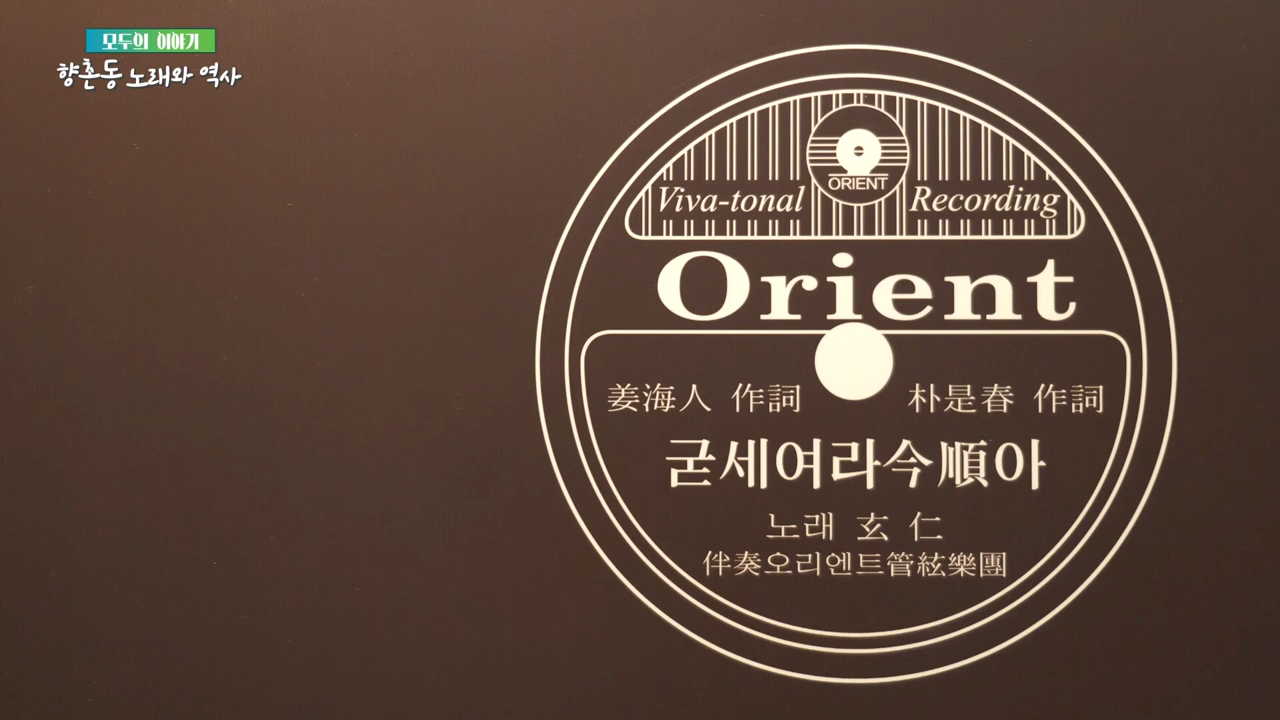 모두의 이야기
향촌동 노래와 역사
ORIENT
Viva-tonal Recording
Orient
姜海人 作詞 朴是春 作詞
굳세여라今順아
노래 玄 仁
伴奏오리엔트管絃樂團